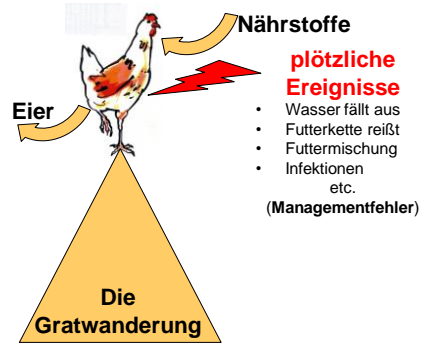 Nährstoffe
plötzliche
Ereignisse
• Wasser fällt aus
• Futterkette reißt
• Futtermischung
• Infektionen
etc.
(Managementfehler)
Eier
Die
Gratwanderung